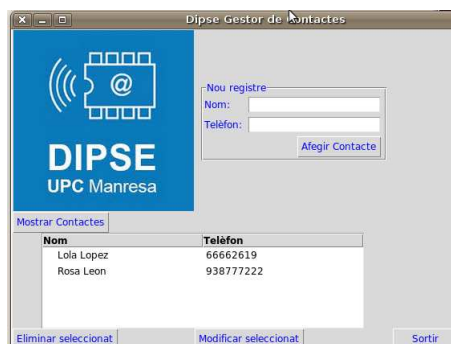 Dipse Gestor de Contactes
@
DIPSE
UPC Manresa
Nou registre
Nom:
Telèfon:
Afegir Contacte
Mostrar Contactes
Nom Telèfon
Lola Lopez 66662619
Rosa Leon 938777222
Eliminar seleccionat Modificar seleccionat Sortir